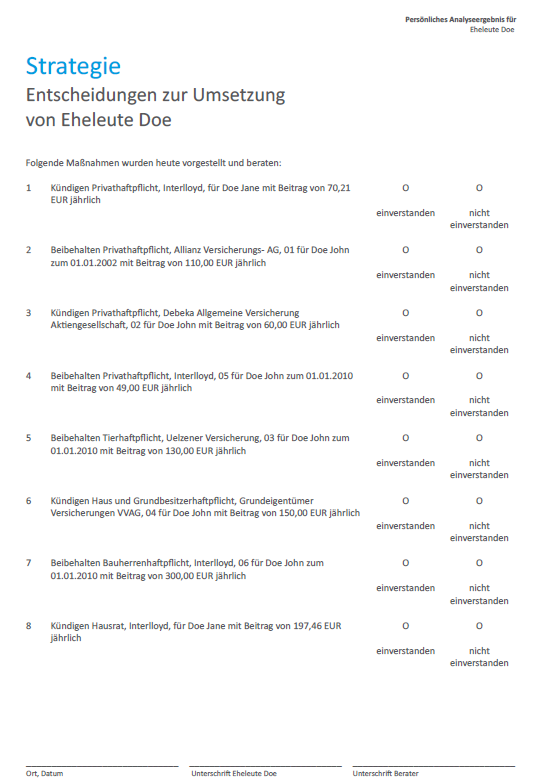 Persönliches Analyseergebnis für
Eheleute Doe
Strategie
Entscheidungen zur Umsetzung
von Eheleute Doe
Folgende Maßnahmen wurden heute vorgestellt und beraten:
1 Kündigen Privathaftpflicht, Interlloyd, für Doe Jane mit Beitrag von 70,21 O O
EUR jährlich
einverstanden nicht
einverstanden
2 Beibehalten Privathaftpflicht, Allianz Versicherungs- AG, 01 für Doe John O O
zum 01.01.2002 mit Beitrag von 110,00 EUR jährlich
einverstanden nicht
einverstanden
3 Kündigen Privathaftpflicht, Debeka Allgemeine Versicherung O O
Aktiengesellschaft, 02 für Doe John mit Beitrag von 60,00 EUR jährlich
einverstanden nicht
einverstanden
4 Beibehalten Privathaftpflicht, Interlloyd, 05 für Doe John zum 01.01.2010 O O
mit Beitrag von 49,00 EUR jährlich
einverstanden nicht
einverstanden
5 Beibehalten Tierhaftpflicht, Uelzener Versicherung, 03 für Doe John zum O O
01.01.2010 mit Beitrag von 130,00 EUR jährlich
einverstanden nicht
einverstanden
6 Kündigen Haus und Grundbesitzerhaftpflicht, Grundeigentümer O O
Versicherungen VVAG, 04 für Doe John mit Beitrag von 150,00 EUR jährlich
einverstanden nicht
einverstanden
7 Beibehalten Bauherrenhaftpflicht, Interlloyd, 06 für Doe John zum O O
01.01.2010 mit Beitrag von 300,00 EUR jährlich
einverstanden nicht
einverstanden
8 Kündigen Hausrat, Interlloyd, für Doe Jane mit Beitrag von 197,46 EUR O O
jährlich
einverstanden nicht
einverstanden
Ort, Datum Unterschrift Eheleute Doe Unterschrift Berater